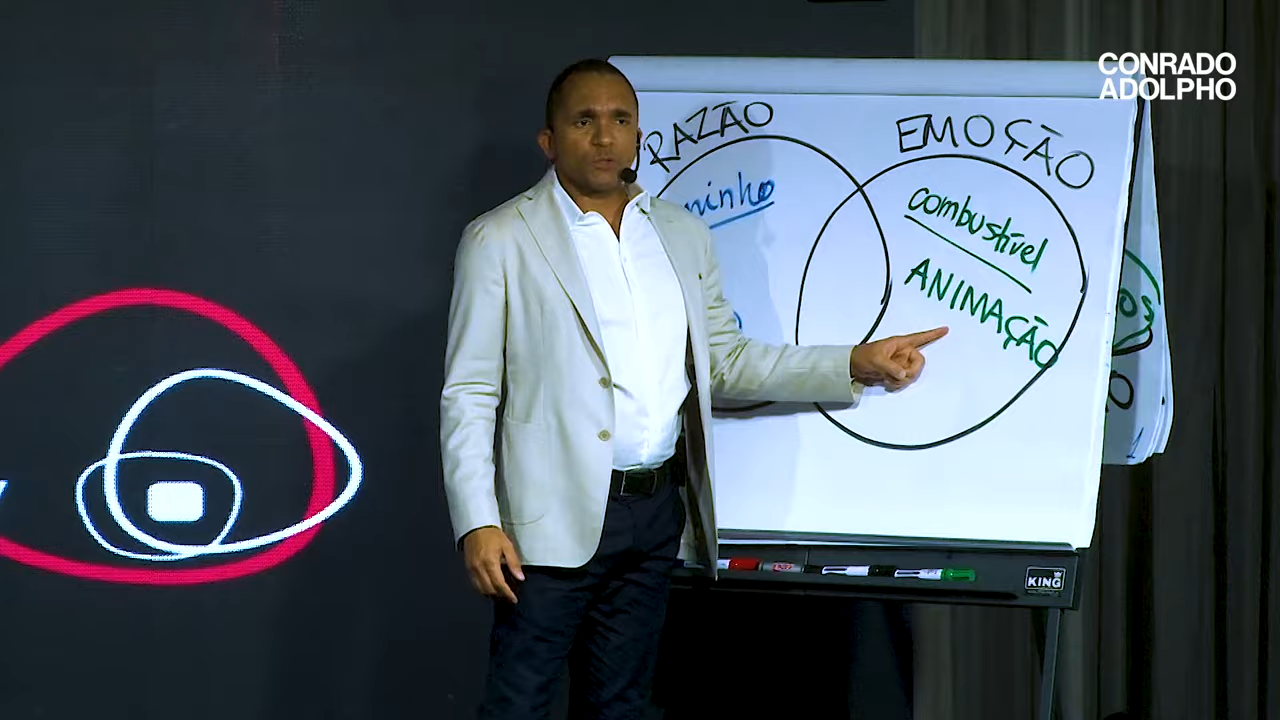 CONRADO
ADOLPHO
RAZÃO
EMOÇÃO
combustível
ANIMAÇÃO
KING